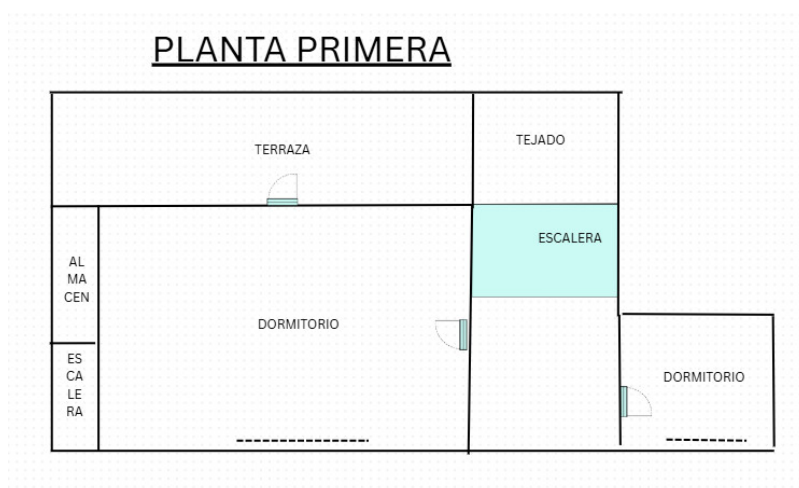 PLANTA PRIMERA
TERRAZA
TEJADO
ESCALERA
AL
MA
CEN
DORMITORIO
ES
CA
LE
RA
DORMITORIO